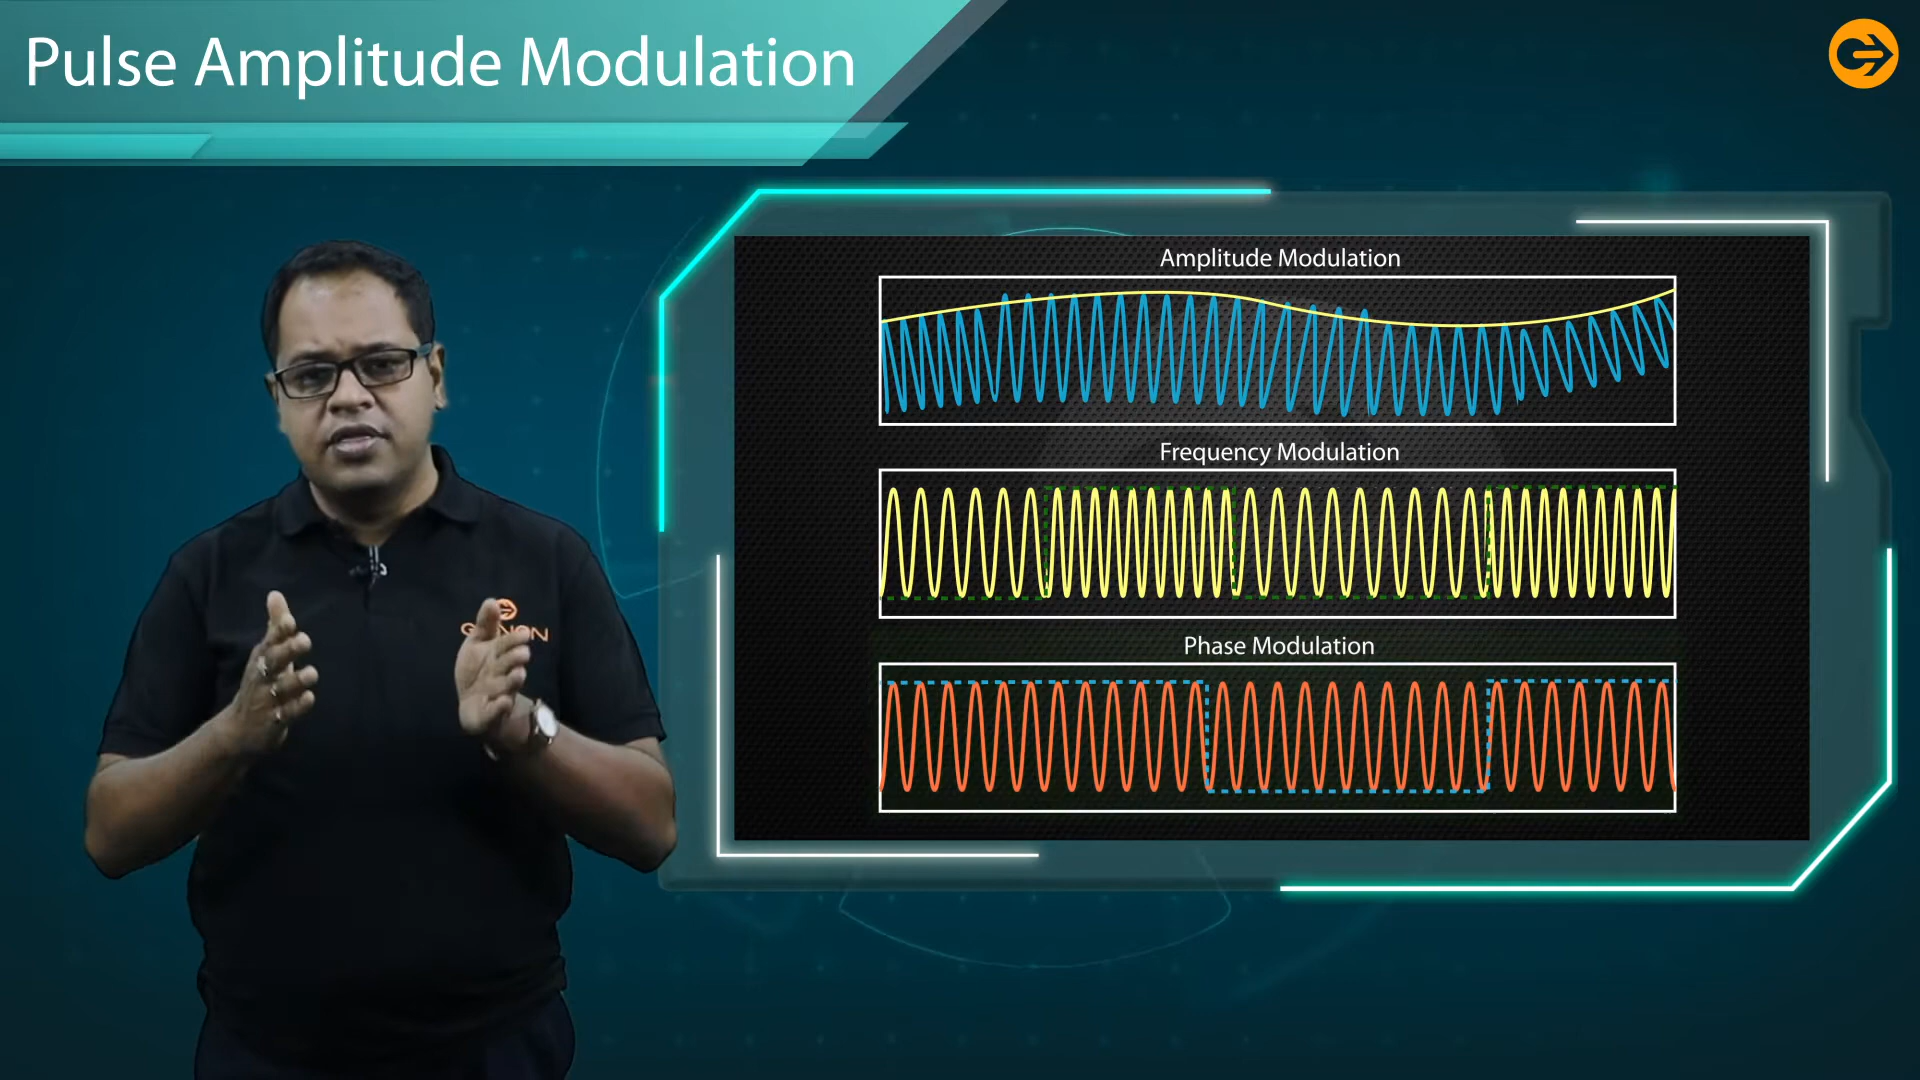 Pulse Amplitude Modulation
Amplitude Modulation
Frequency Modulation
Phase Modulation